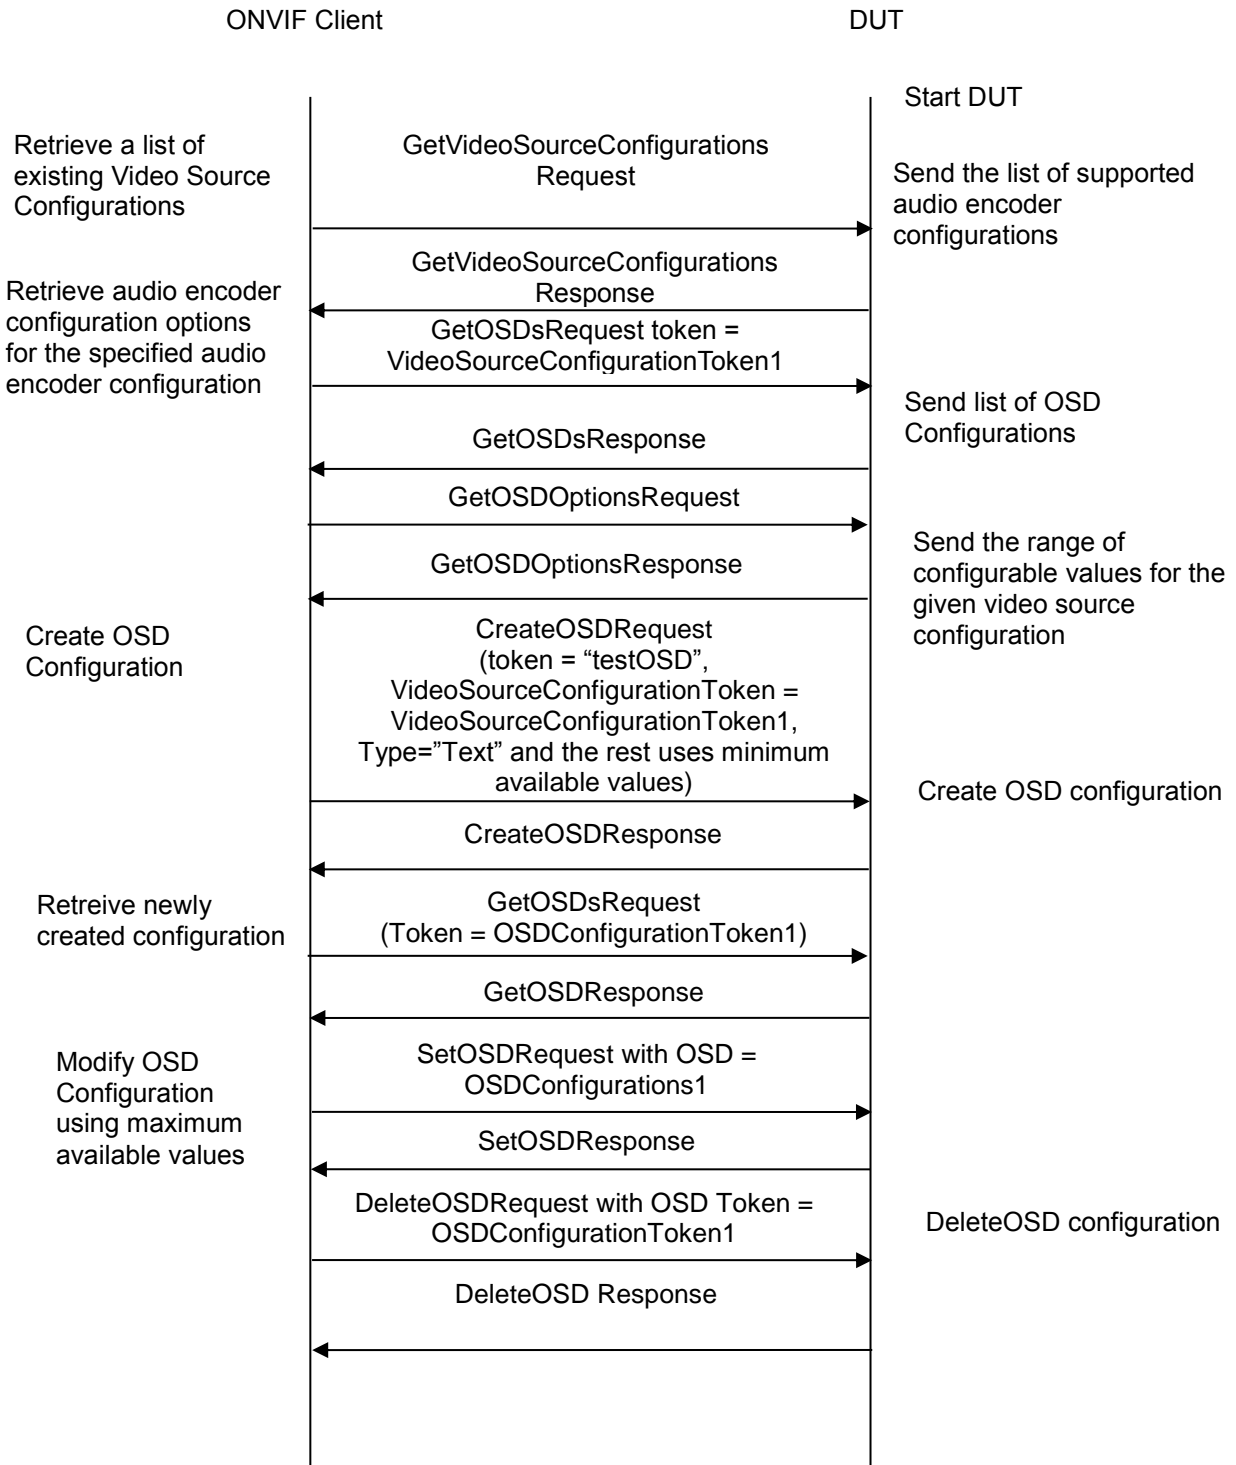 ONVIF Client
DUT
Start DUT
Retrieve a list of
existing Video Source
Configurations
GetVideoSourceConfigurations
Request
Send the list of supported
audio encoder
configurations
GetVideoSourceConfigurations
Response
Retrieve audio encoder
configuration options
for the specified audio
encoder configuration
GetOSDsRequest token =
VideoSourceConfigurationToken1
Send list of OSD
Configurations
GetOSDsResponse
GetOSDOptionsRequest
Send the range of
configurable values for the
given video source
configuration
GetOSDOptionsResponse
Create OSD
Configuration
CreateOSDRequest
(token = “testOSD”,
VideoSourceConfigurationToken =
VideoSourceConfigurationToken1,
Type=”Text” and the rest uses minimum
available values)
Create OSD configuration
CreateOSDResponse
Retreive newly
created configuration
GetOSDsRequest
(Token = OSDConfigurationToken1)
GetOSDResponse
Modify OSD
Configuration
using maximum
available values
SetOSDRequest with OSD =
OSDConfigurations1
SetOSDResponse
DeleteOSDRequest with OSD Token =
OSDConfigurationToken1
DeleteOSD configuration
DeleteOSD Response